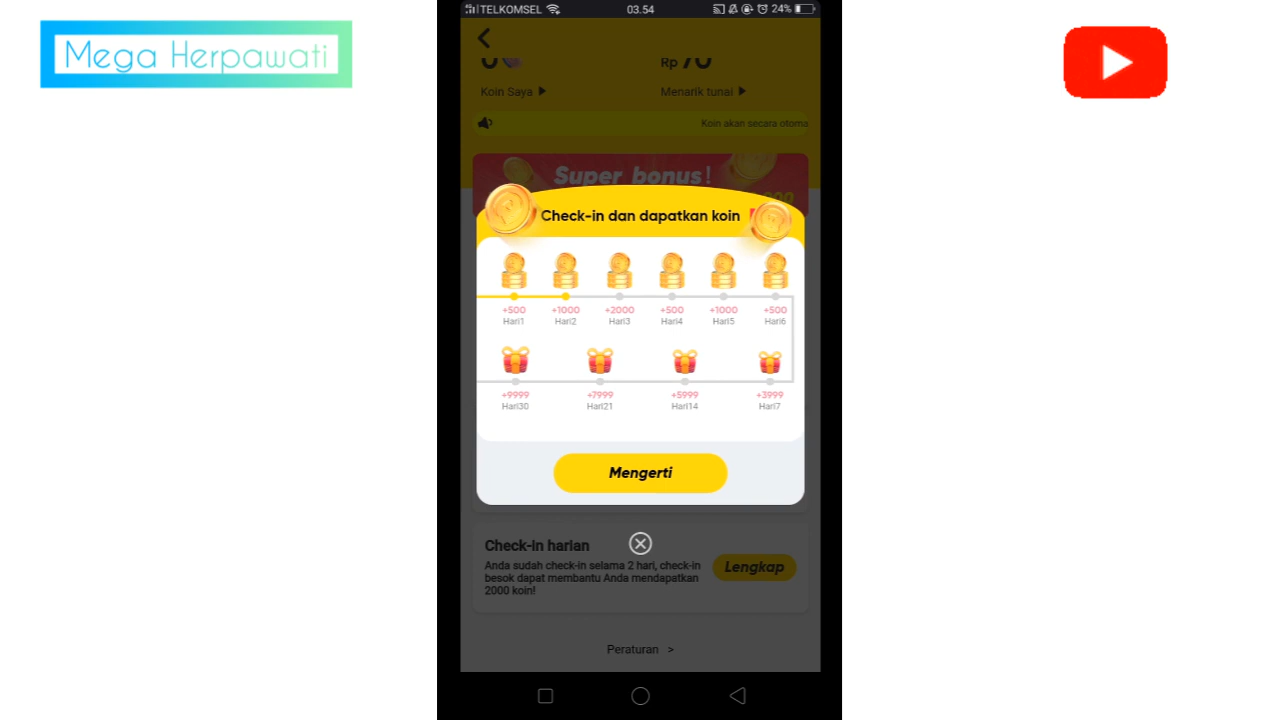 Mega Herpawati
TELKOMSEL
03.54
24%
Rp 70
Koin Saya
Menarik tunai
Koin akan secara otoma
Super bonus!
Check-in dan dapatkan koin
+500 +1000 +2000 +500 +1000 +500
Hari1 Hari2 Hari3 Hari4 Hari5 Hari6
+9999 +7999 +5999 +3999
Hari30 Hari21 Hari14 Hari7
Mengerti
Check-in harian
Anda sudah check-in selama 2 hari, check-in
besok dapat membantu Anda mendapatkan
2000 koin!
Lengkap
Peraturan >